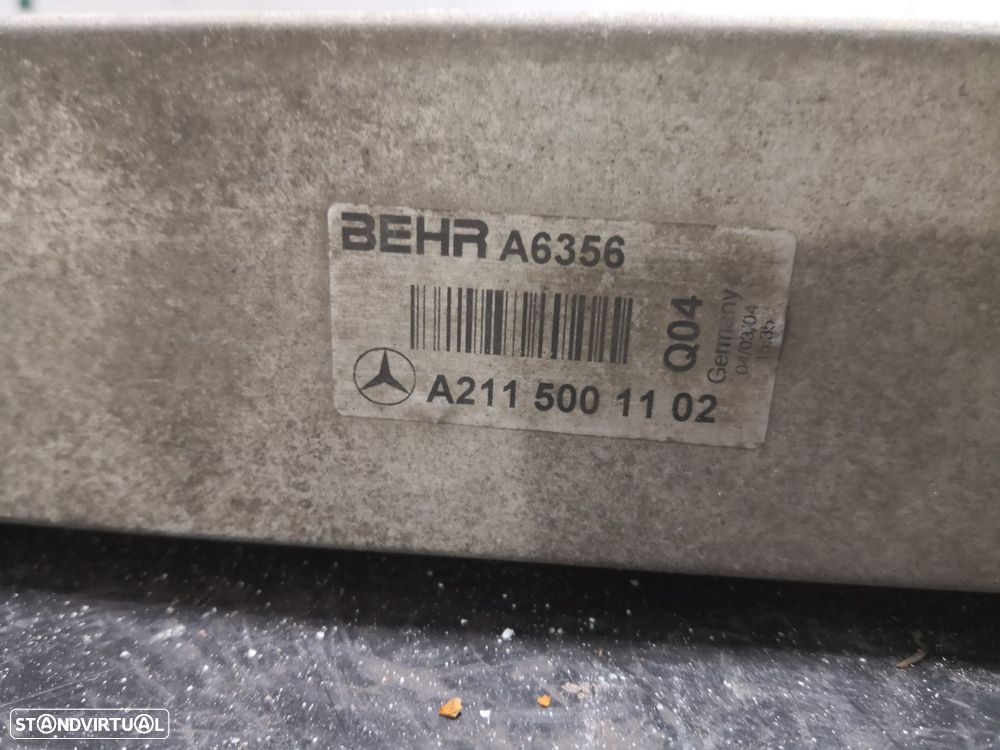 BEHR A6356
Q04
Germany
04/03/04
A211 500 11 02
STANDVIRTUAL